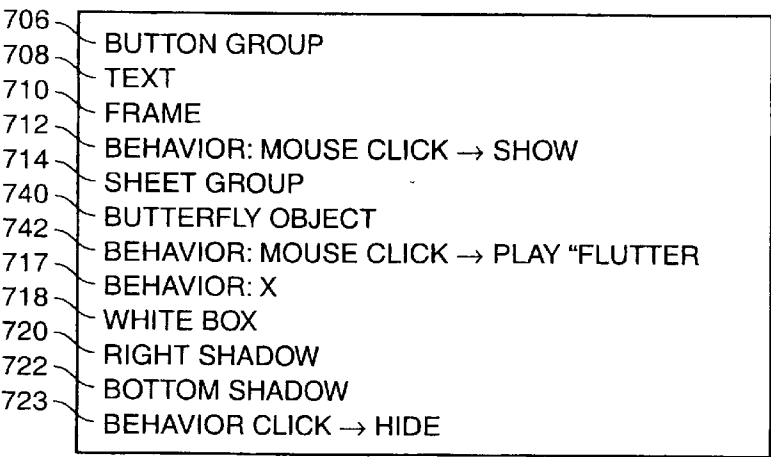 706 BUTTON GROUP
708 TEXT
710 FRAME
712 BEHAVIOR: MOUSE CLICK → SHOW
714 SHEET GROUP
740 BUTTERFLY OBJECT
742 BEHAVIOR: MOUSE CLICK → PLAY “FLUTTER
717 BEHAVIOR: X
718 WHITE BOX
720 RIGHT SHADOW
722 BOTTOM SHADOW
723 BEHAVIOR CLICK → HIDE